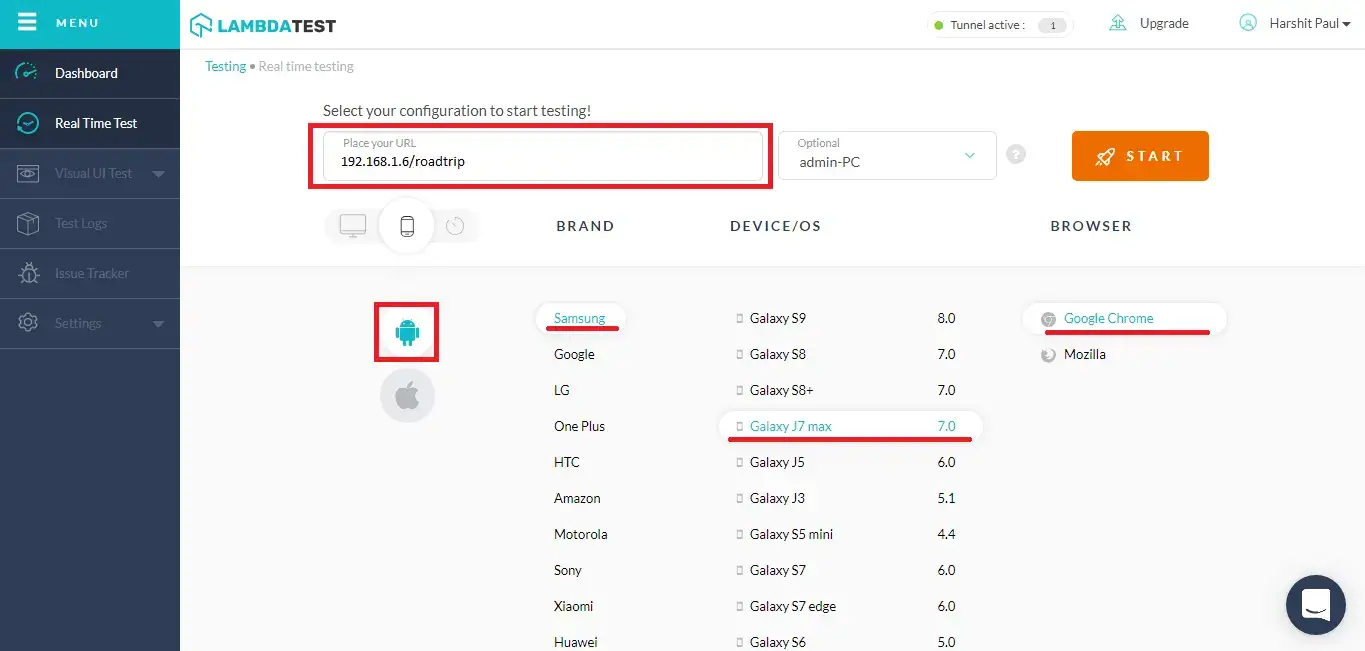 MENU
LAMBDATEST
Tunnel active : 1
Upgrade
Harshit Paul
Dashboard
Real Time Test
Visual UI Test
Test Logs
Issue Tracker
Settings
Testing • Real time testing
Select your configuration to start testing!
Place your URL
192.168.1.6/roadtrip
Optional
admin-PC
?
START
BRAND DEVICE/OS BROWSER
Samsung Galaxy S9 8.0 Google Chrome
Google Galaxy S8 7.0 Mozilla
LG Galaxy S8+ 7.0
One Plus Galaxy J7 max 7.0
HTC Galaxy J5 6.0
Amazon Galaxy J3 5.1
Motorola Galaxy S5 mini 4.4
Sony Galaxy S7 6.0
Xiaomi Galaxy S7 edge 6.0
Huawei Galaxy S6 5.0